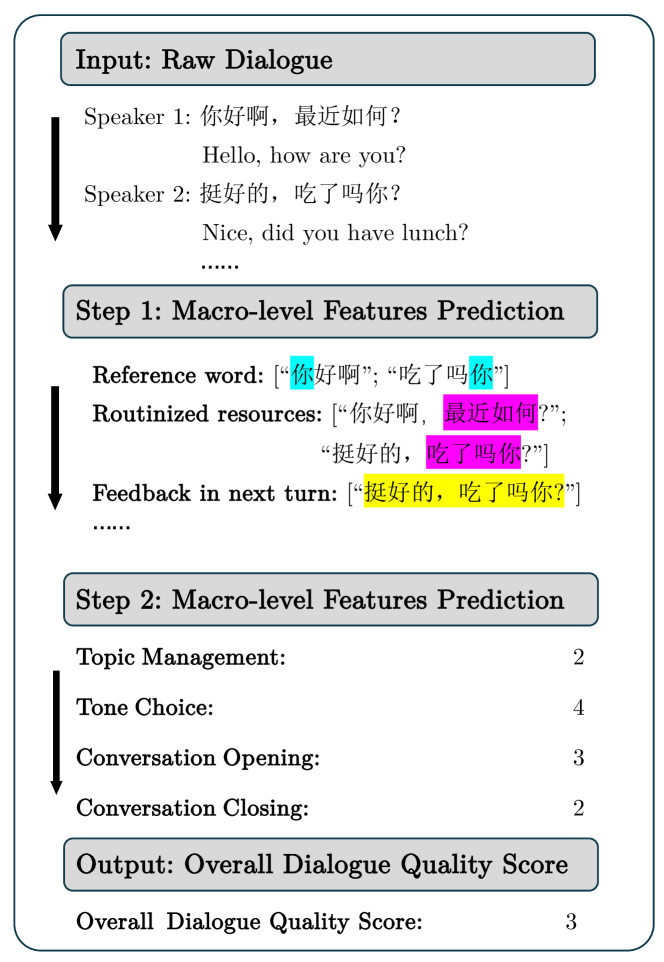 Input: Raw Dialogue
Speaker 1: 你好啊，最近如何？
Hello, how are you?
Speaker 2: 挺好的，吃了吗你？
Nice, did you have lunch?
......
Step 1: Macro-level Features Prediction
Reference word: [“你好啊”; “吃了吗你”]
Routinized resources: [“你好啊，最近如何?”;
“挺好的，吃了吗你?”]
Feedback in next turn: [“挺好的，吃了吗你?”]
......
Step 2: Macro-level Features Prediction
Topic Management: 2
Tone Choice: 4
Conversation Opening: 3
Conversation Closing: 2
Output: Overall Dialogue Quality Score
Overall Dialogue Quality Score: 3